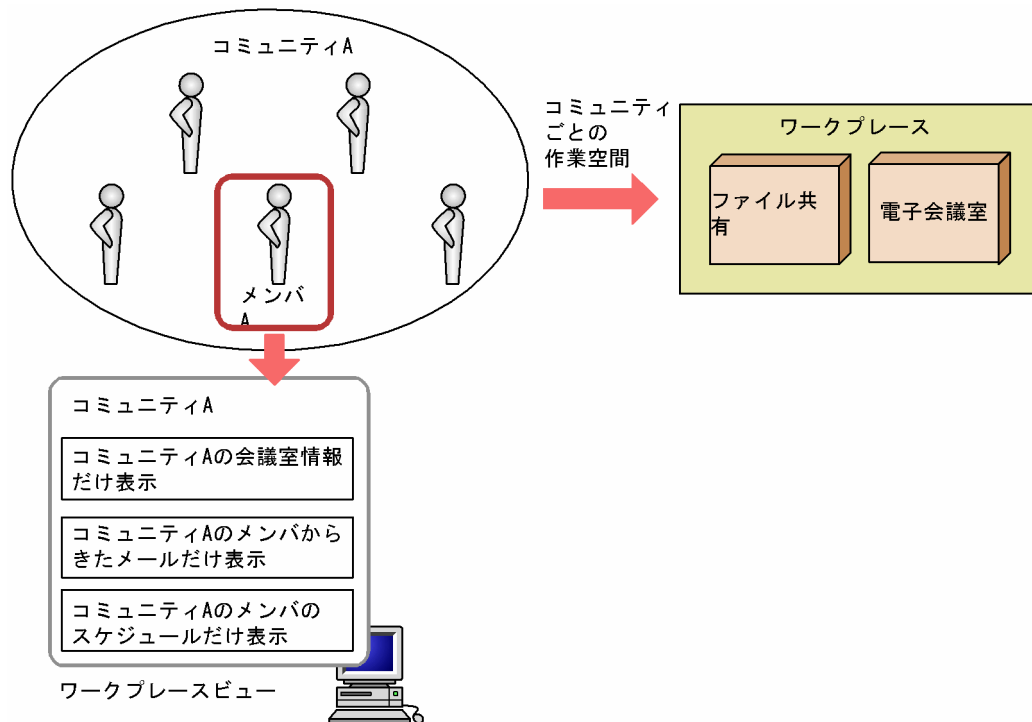 コミュニティA
メンバ
A
コミュニティ
ごとの
作業空間
ワークプレース
ファイル共
有
電子会議室
コミュニティA
コミュニティAの会議室情報
だけ表示
コミュニティAのメンバから
きたメールだけ表示
コミュニティAのメンバの
スケジュールだけ表示
ワークプレースビュー